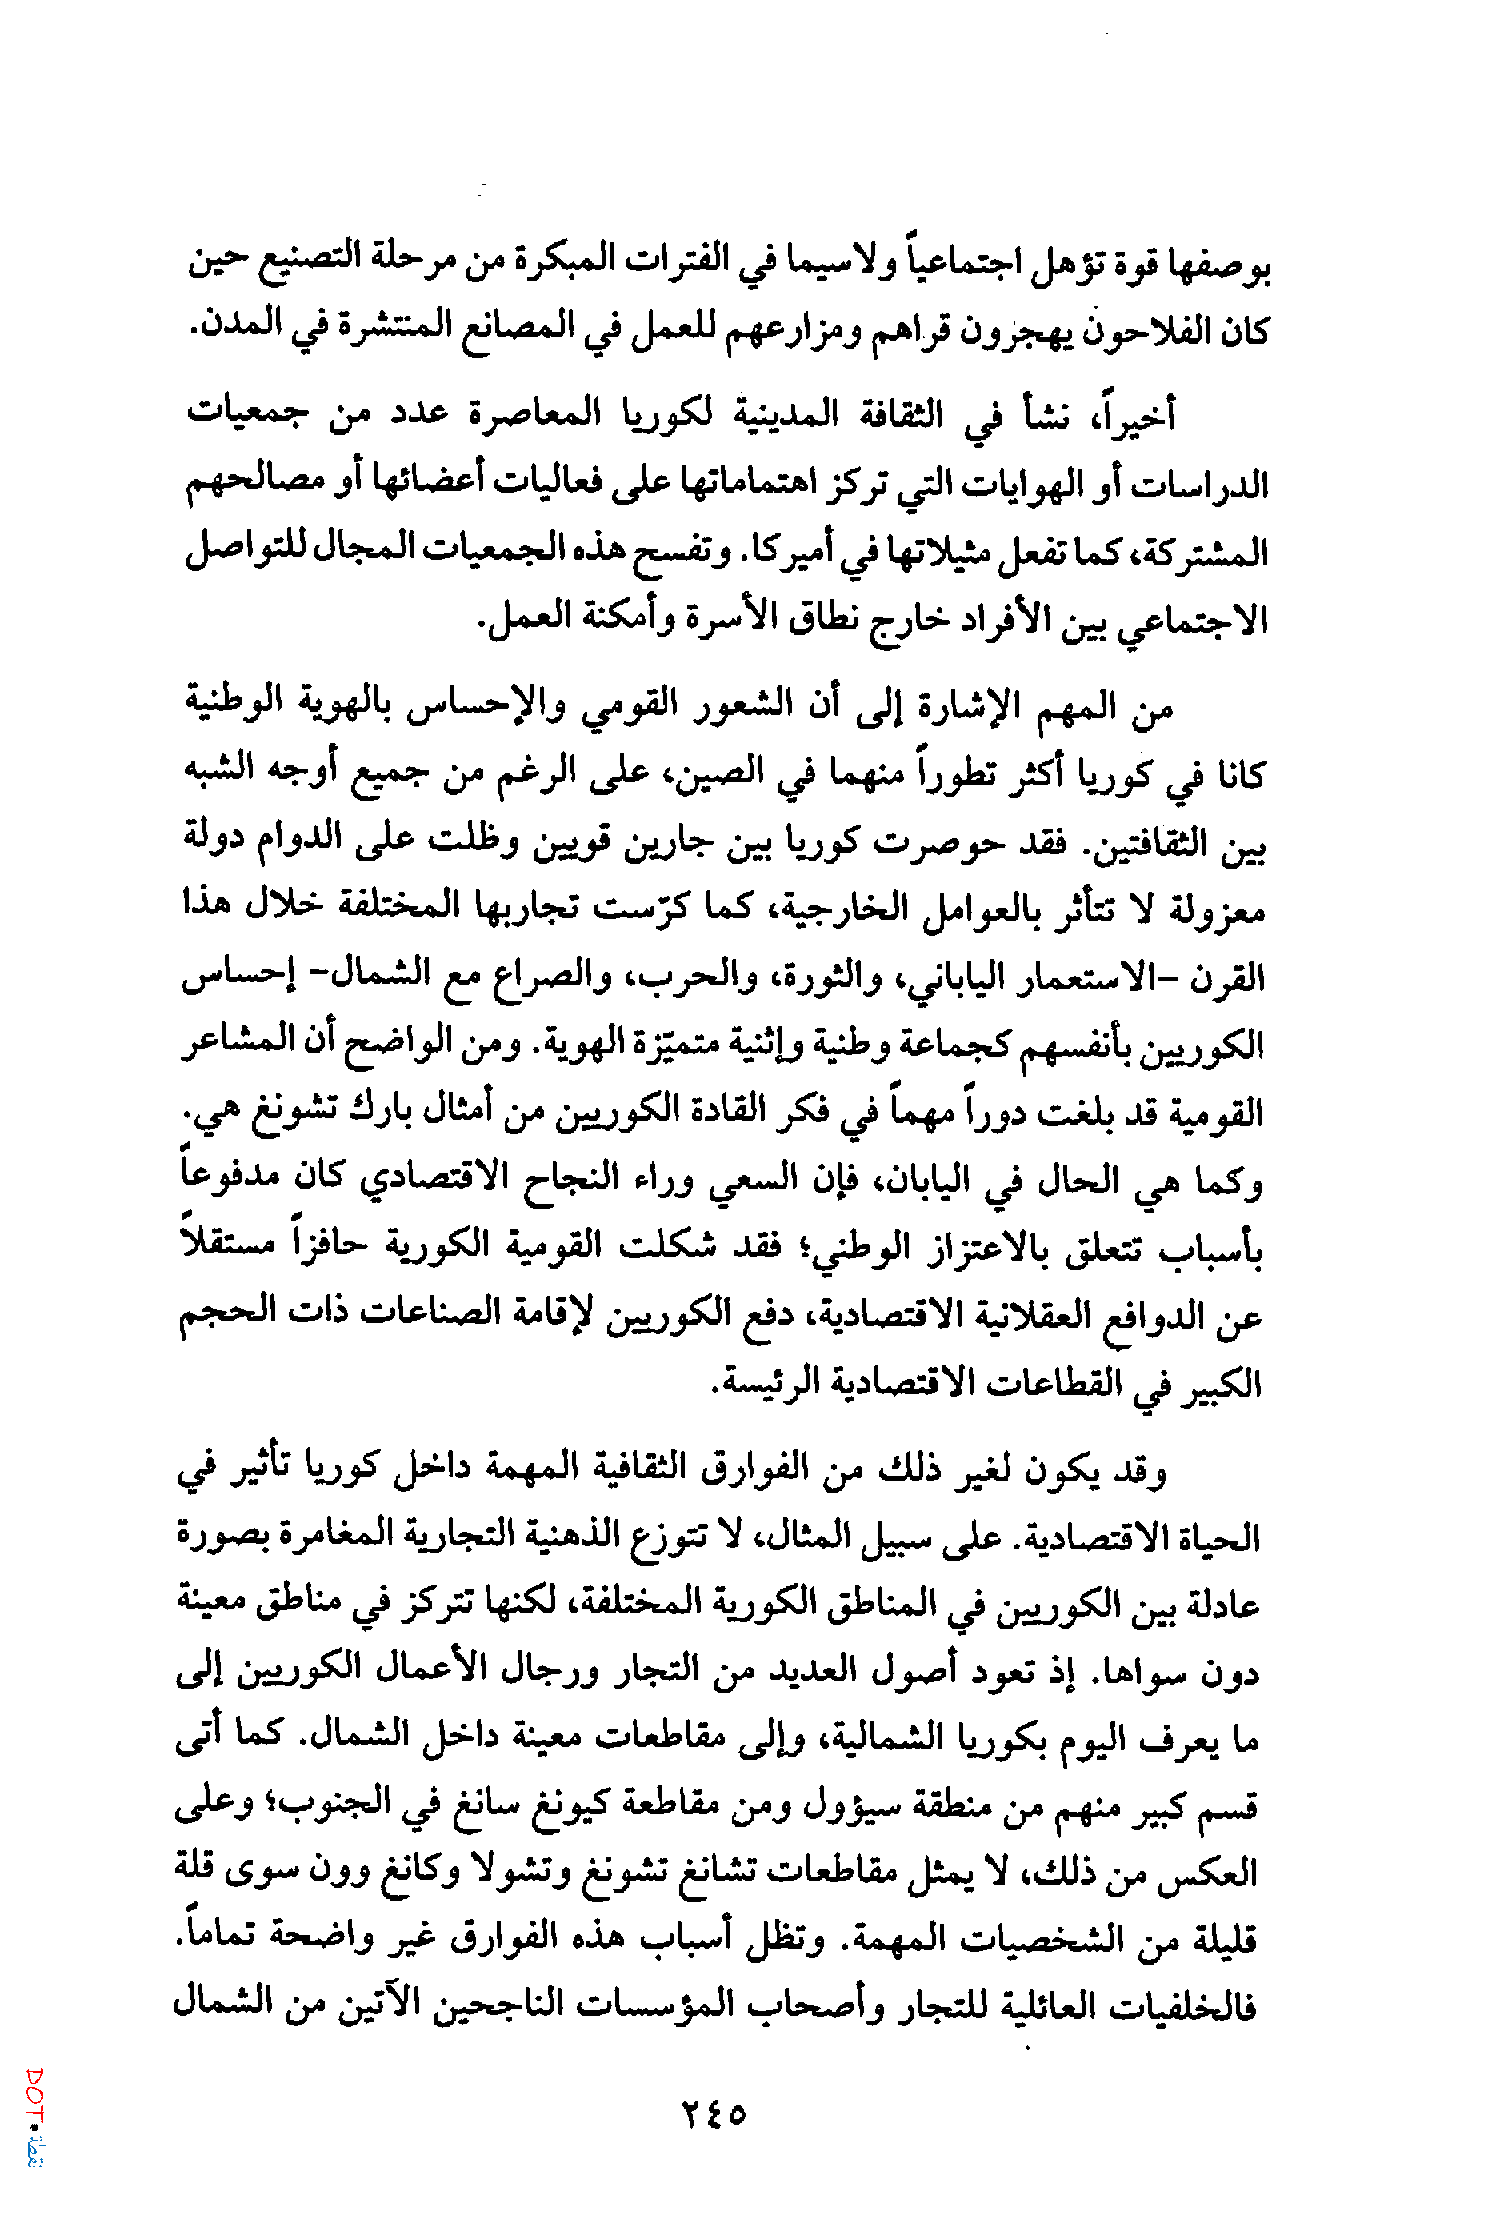 بوصفها قوة تؤهل اجتماعياً ولاسيما في الفترات المبكرة من مرحلة التصنيع حين
كان الفلاحون يهجرون قراهم ومزارعهم للعمل في المصانع المنتشرة في المدن.
أخيراً، نشأ في الثقافة المدينية لكوريا المعاصرة عدد من جمعيات
الدراسات أو الهوايات التي تركز اهتماماتها على فعاليات أعضائها أو مصالحهم
المشتركة، كما تفعل مثيلاتها في أميركا. وتفسح هذه الجمعيات المجال للتواصل
الاجتماعي بين الأفراد خارج نطاق الأسرة وأمكنة العمل.
من المهم الإشارة إلى أن الشعور القومي والإحساس بالهوية الوطنية
كانا في كوريا أكثر تطوراً منهما في الصين، على الرغم من جميع أوجه الشبه
بين الثقافتين. فقد حوصرت كوريا بين جارين قويين وظلت على الدوام دولة
معزولة لا تتأثر بالعوامل الخارجية، كما كرّست تجاربها المختلفة خلال هذا
القرن -الاستعمار الياباني، والثورة، والحرب، والصراع مع الشمال- إحساس
الكوريين بأنفسهم كجماعة وطنية وإثنية متميّزة الهوية. ومن الواضح أن المشاعر
القومية قد بلغت دوراً مهماً في فكر القادة الكوريين من أمثال بارك تشونغ هي.
وكما هي الحال في اليابان، فإن السعي وراء النجاح الاقتصادي كان مدفوعاً
بأسباب تتعلق بالاعتزاز الوطني؛ فقد شكلت القومية الكورية حافزاً مستقلاً
عن الدوافع العقلانية الاقتصادية، دفع الكوريين لإقامة الصناعات ذات الحجم
الكبير في القطاعات الاقتصادية الرئيسة.
وقد يكون لغير ذلك من الفوارق الثقافية المهمة داخل كوريا تأثير في
الحياة الاقتصادية. على سبيل المثال، لا تتوزع الذهنية التجارية المغامرة بصورة
عادلة بين الكوريين في المناطق الكورية المختلفة، لكنها تتركز في مناطق معينة
دون سواها. إذ تعود أصول العديد من التجار ورجال الأعمال الكوريين إلى
ما يعرف اليوم بكوريا الشمالية، وإلى مقاطعات معينة داخل الشمال. كما أتى
قسم كبير منهم من منطقة سيؤول ومن مقاطعة كيونغ سانغ في الجنوب؛ وعلى
العكس من ذلك، لا يمثل مقاطعات تشانغ تشونغ وتشولا وكانغ وون سوى قلة
قليلة من الشخصيات المهمة. وتظل أسباب هذه الفوارق غير واضحة تماماً.
فالخلفيات العائلية للتجار وأصحاب المؤسسات الناجحين الآتين من الشمال
٢٤٥
DOT • نقطة